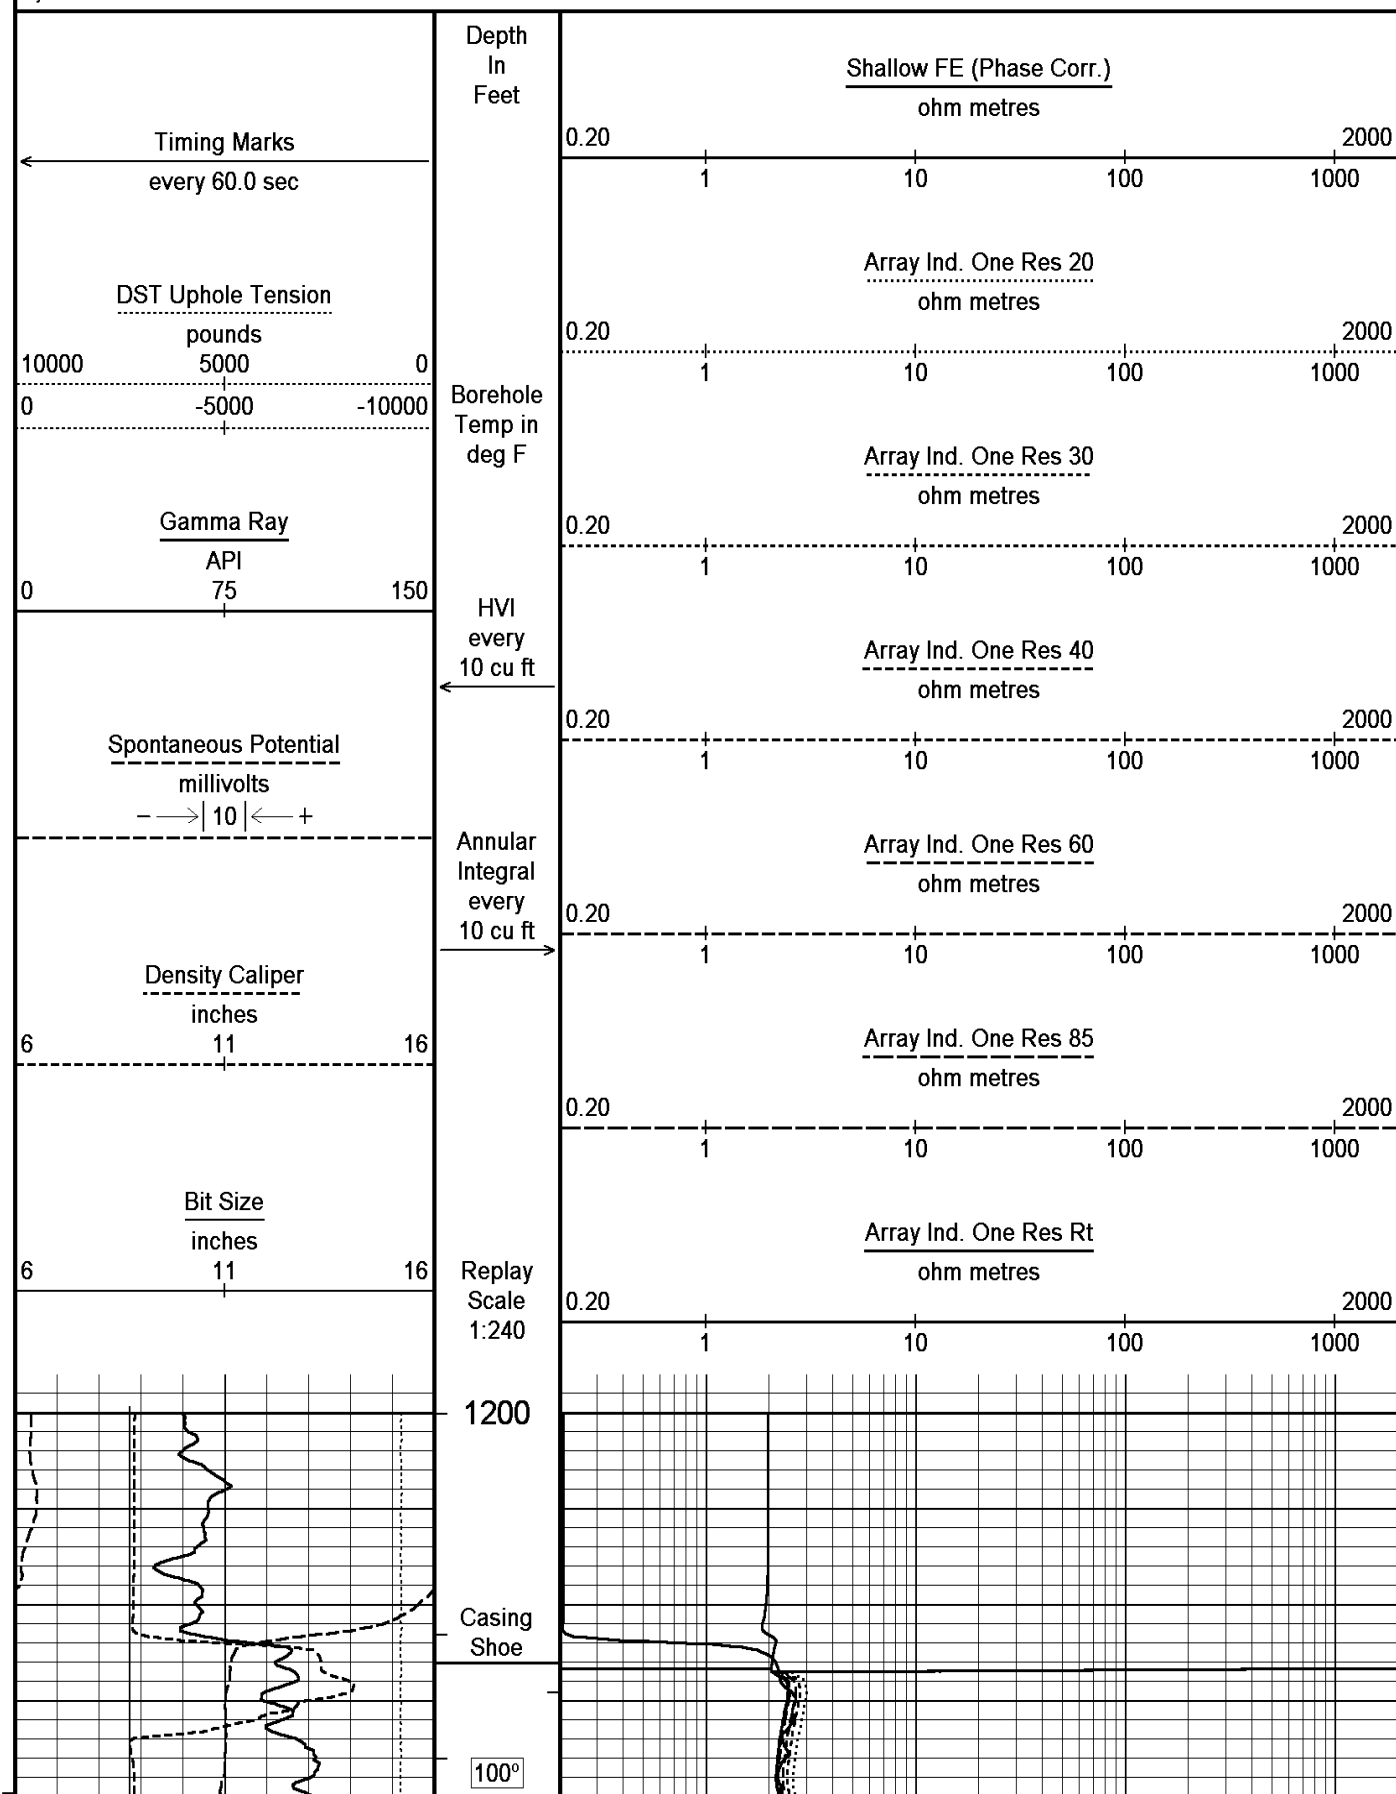 Timing Marks
every 60.0 sec
DST Uphole Tension
pounds
10000 5000 0
0 -5000 -10000
Gamma Ray
API
0 75 150
Spontaneous Potential
millivolts
− 10 +
Density Caliper
inches
6 11 16
Bit Size
inches
6 11 16
Depth
In
Feet
Borehole
Temp in
deg F
HVI
every
10 cu ft
Annular
Integral
every
10 cu ft
Replay
Scale
1:240
1200
Casing
Shoe
100º
Shallow FE (Phase Corr.)
ohm metres
0.20 2000
1 10 100 1000
Array Ind. One Res 20
ohm metres
0.20 2000
1 10 100 1000
Array Ind. One Res 30
ohm metres
0.20 2000
1 10 100 1000
Array Ind. One Res 40
ohm metres
0.20 2000
1 10 100 1000
Array Ind. One Res 60
ohm metres
0.20 2000
1 10 100 1000
Array Ind. One Res 85
ohm metres
0.20 2000
1 10 100 1000
Array Ind. One Res Rt
ohm metres
0.20 2000
1 10 100 1000